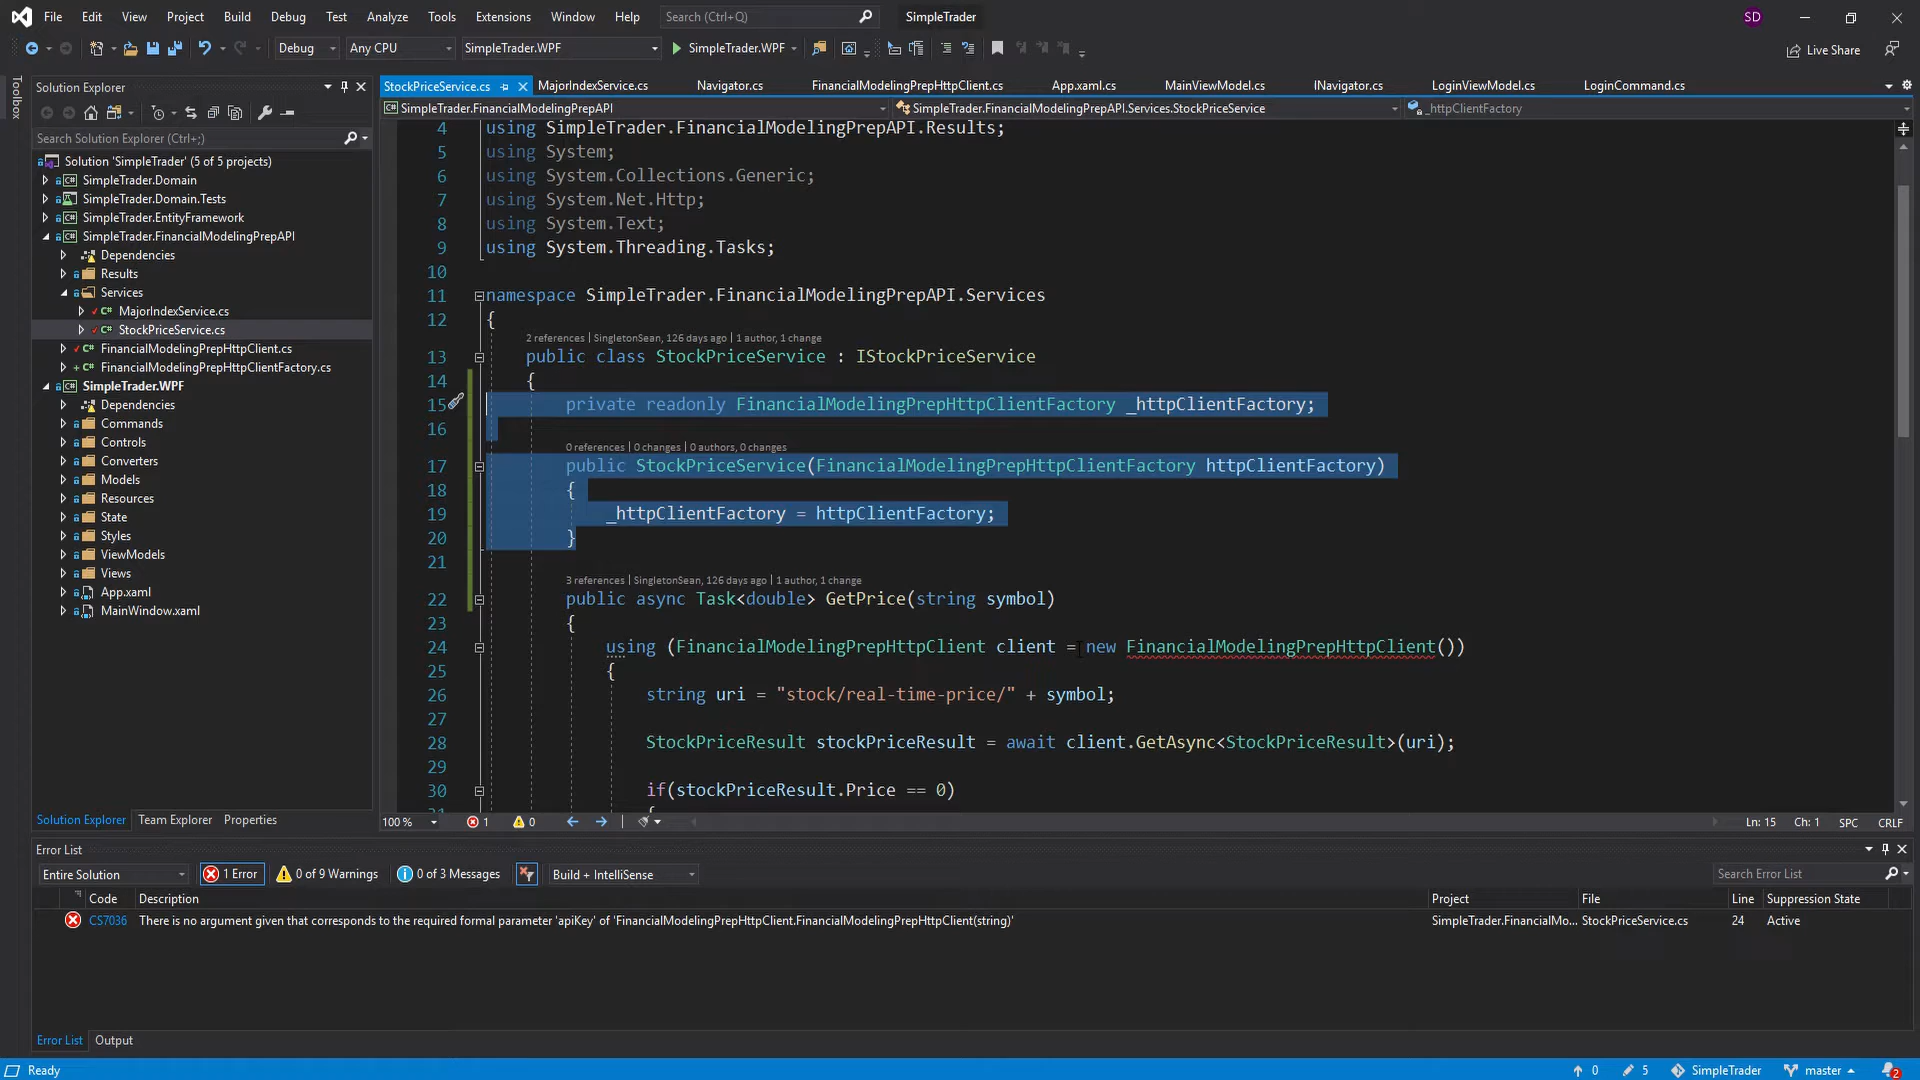 File Edit View Project Build Debug Test Analyze Tools Extensions Window Help Search (Ctrl+Q) SimpleTrader SD
Debug Any CPU SimpleTrader.WPF SimpleTrader.WPF Live Share
Toolbox
Solution Explorer
Search Solution Explorer (Ctrl+;)
Solution 'SimpleTrader' (5 of 5 projects)
SimpleTrader.Domain
SimpleTrader.Domain.Tests
SimpleTrader.EntityFramework
SimpleTrader.FinancialModelingPrepAPI
Dependencies
Results
Services
MajorIndexService.cs
StockPriceService.cs
FinancialModelingPrepHttpClient.cs
FinancialModelingPrepHttpClientFactory.cs
SimpleTrader.WPF
Dependencies
Commands
Controls
Converters
Models
Resources
State
Styles
ViewModels
Views
App.xaml
MainWindow.xaml
Solution Explorer Team Explorer Properties
StockPriceService.cs MajorIndexService.cs Navigator.cs FinancialModelingPrepHttpClient.cs App.xaml.cs MainViewModel.cs INavigator.cs LoginViewModel.cs LoginCommand.cs
SimpleTrader.FinancialModelingPrepAPI SimpleTrader.FinancialModelingPrepAPI.Services.StockPriceService _httpClientFactory
4 using SimpleTrader.FinancialModelingPrepAPI.Results;
5 using System;
6 using System.Collections.Generic;
7 using System.Net.Http;
8 using System.Text;
9 using System.Threading.Tasks;
10
11 namespace SimpleTrader.FinancialModelingPrepAPI.Services
12 {
2 references | SingletonSean, 126 days ago | 1 author, 1 change
13 public class StockPriceService : IStockPriceService
14 {
15 private readonly FinancialModelingPrepHttpClientFactory _httpClientFactory;
16
0 references | 0 changes | 0 authors, 0 changes
17 public StockPriceService(FinancialModelingPrepHttpClientFactory httpClientFactory)
18 {
19 _httpClientFactory = httpClientFactory;
20 }
21
3 references | SingletonSean, 126 days ago | 1 author, 1 change
22 public async Task<double> GetPrice(string symbol)
23 {
24 using (FinancialModelingPrepHttpClient client = new FinancialModelingPrepHttpClient())
25 {
26 string uri = "stock/real-time-price/" + symbol;
27
28 StockPriceResult stockPriceResult = await client.GetAsync<StockPriceResult>(uri);
29
30 if(stockPriceResult.Price == 0)
100 % 1 0 Ln: 15 Ch: 1 SPC CRLF
Error List
Entire Solution 1 Error 0 of 9 Warnings 0 of 3 Messages Build + IntelliSense Search Error List
Code Description Project File Line Suppression State
CS7036 There is no argument given that corresponds to the required formal parameter 'apiKey' of 'FinancialModelingPrepHttpClient.FinancialModelingPrepHttpClient(string)' SimpleTrader.FinancialMo... StockPriceService.cs 24 Active
Error List Output
Ready 0 5 SimpleTrader master 2